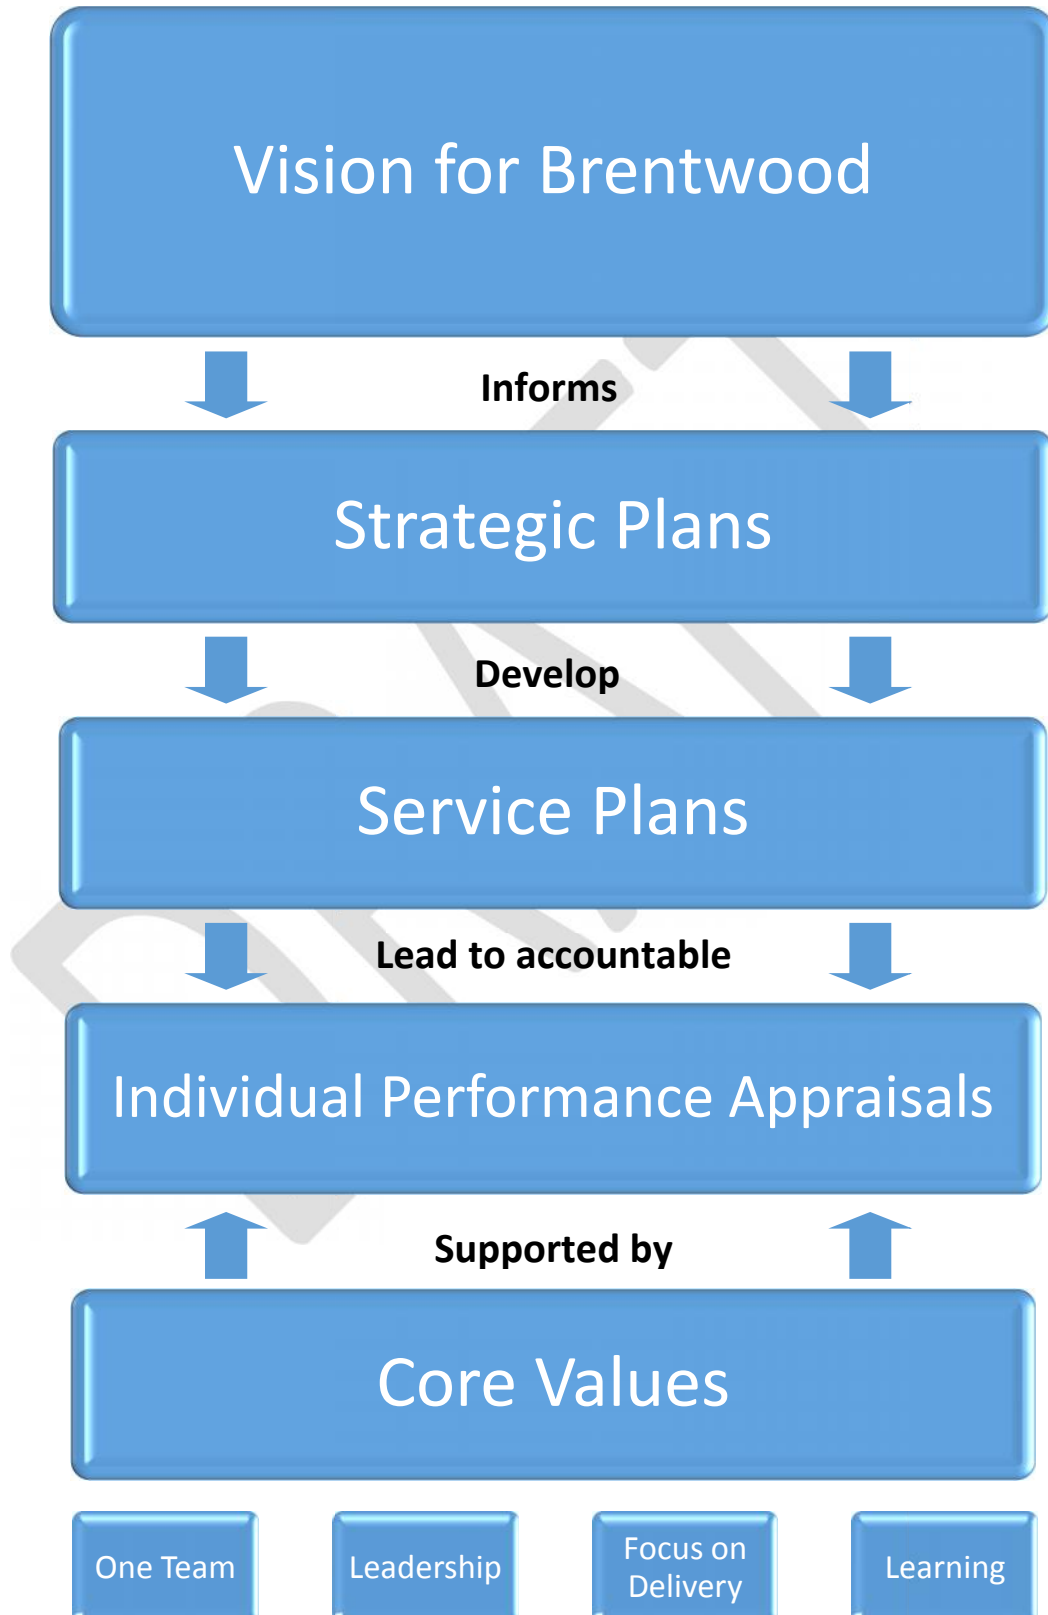 Vision for Brentwood
Informs
Strategic Plans
Develop
Service Plans
Lead to accountable
Individual Performance Appraisals
Supported by
Core Values
One Team
Leadership
Focus on
Delivery
Learning
DRAFT